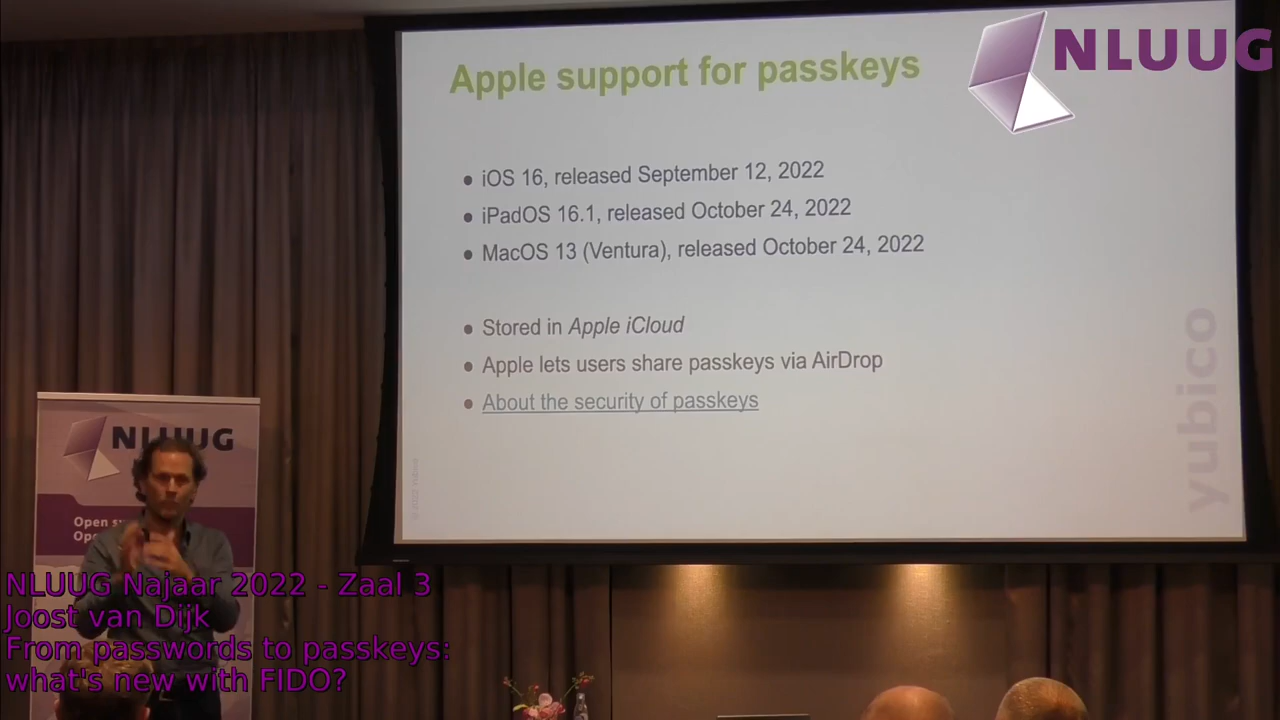 Apple support for passkeys
NLUUG
iOS 16, released September 12, 2022
iPadOS 16.1, released October 24, 2022
MacOS 13 (Ventura), released October 24, 2022
Stored in Apple iCloud
Apple lets users share passkeys via AirDrop
About the security of passkeys
yubico
© 2022 yubico
NLUUG
Open
NLUUG Najaar 2022 - Zaal 3
Joost van Dijk
From passwords to passkeys:
what's new with FIDO?